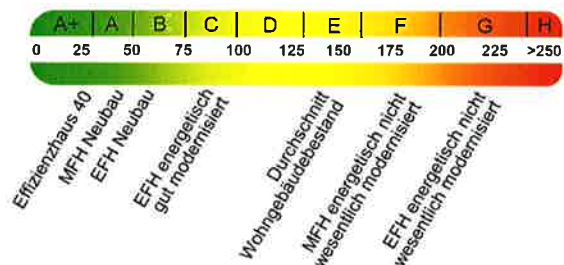 A+ A B C D E F G H
0 25 50 75 100 125 150 175 200 225 >250
Effizienzhaus 40
MFH Neubau
EFH Neubau
EFH energetisch
gut modernisiert
Durchschnitt
Wohngebäudebestand
MFH energetisch nicht
wesentlich modernisiert
EFH energetisch nicht
wesentlich modernisiert